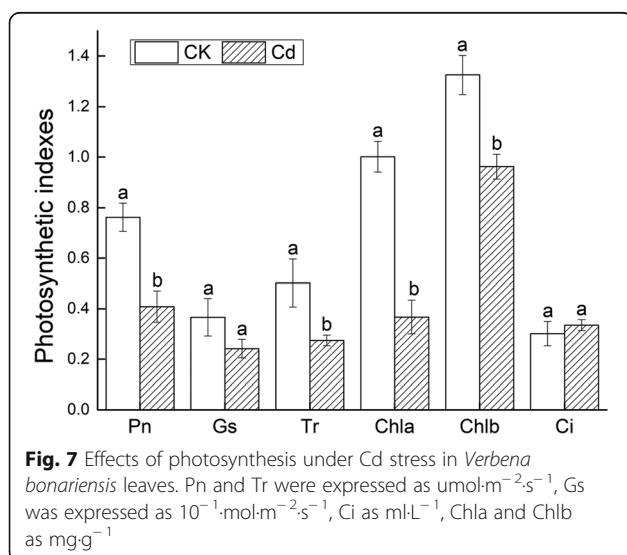 CK Cd
Photosynthetic indexes
1.4
1.2
1.0
0.8
0.6
0.4
0.2
0.0
a b a a a b a b a b a a
Pn Gs Tr Chla Chlb Ci
Fig. 7 Effects of photosynthesis under Cd stress in Verbena
bonariensis leaves. Pn and Tr were expressed as umol·m⁻²·s⁻¹, Gs
was expressed as 10⁻¹·mol·m⁻²·s⁻¹, Ci as ml·L⁻¹, Chla and Chlb
as mg·g⁻¹